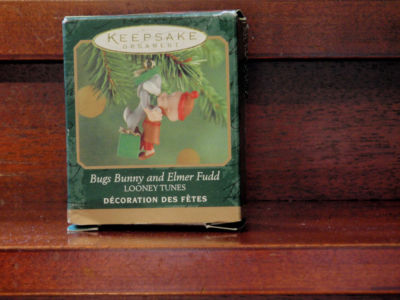 KEEPSAKE
ORNAMENT
Bugs Bunny and Elmer Fudd
LOONEY TUNES
DÉCORATION DES FÊTES